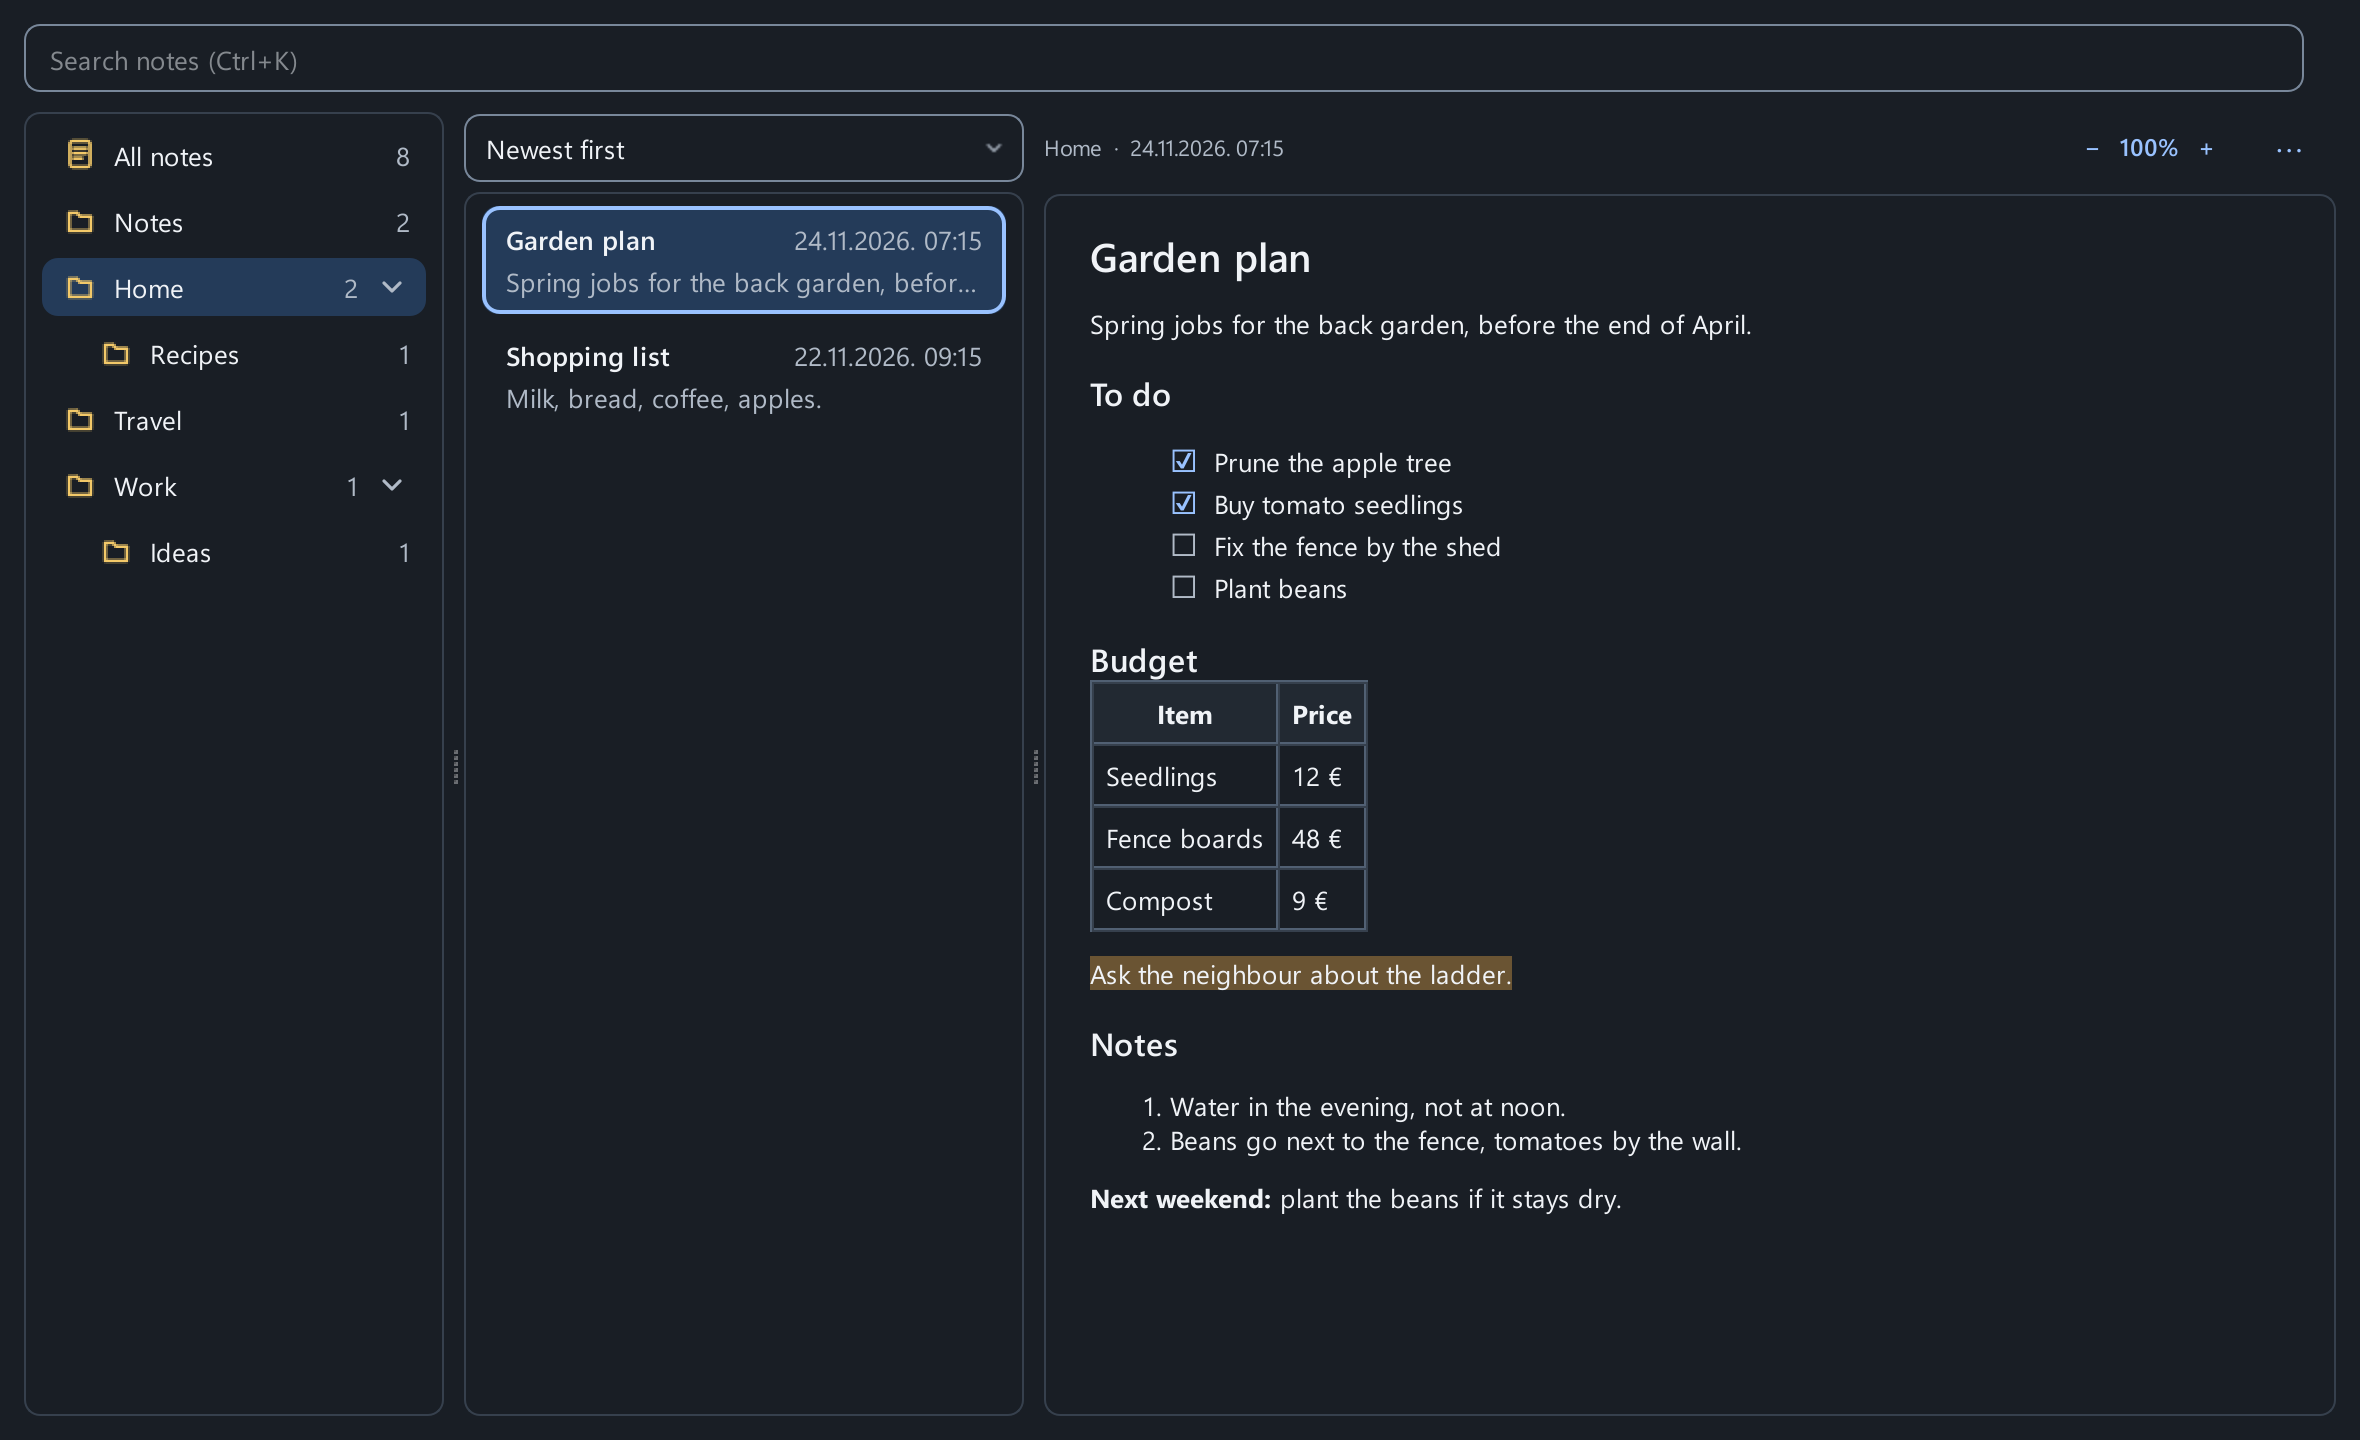 Search notes (Ctrl+K)
All notes 8
Notes 2
Home 2
Recipes 1
Travel 1
Work 1
Ideas 1
Newest first
Garden plan 24.11.2026. 07:15
Spring jobs for the back garden, befor...
Shopping list 22.11.2026. 09:15
Milk, bread, coffee, apples.
Home · 24.11.2026. 07:15
− 100% + ...
Garden plan
Spring jobs for the back garden, before the end of April.
To do
Prune the apple tree
Buy tomato seedlings
Fix the fence by the shed
Plant beans
Budget
Item Price
Seedlings 12 €
Fence boards 48 €
Compost 9 €
Ask the neighbour about the ladder.
Notes
1. Water in the evening, not at noon.
2. Beans go next to the fence, tomatoes by the wall.
Next weekend: plant the beans if it stays dry.